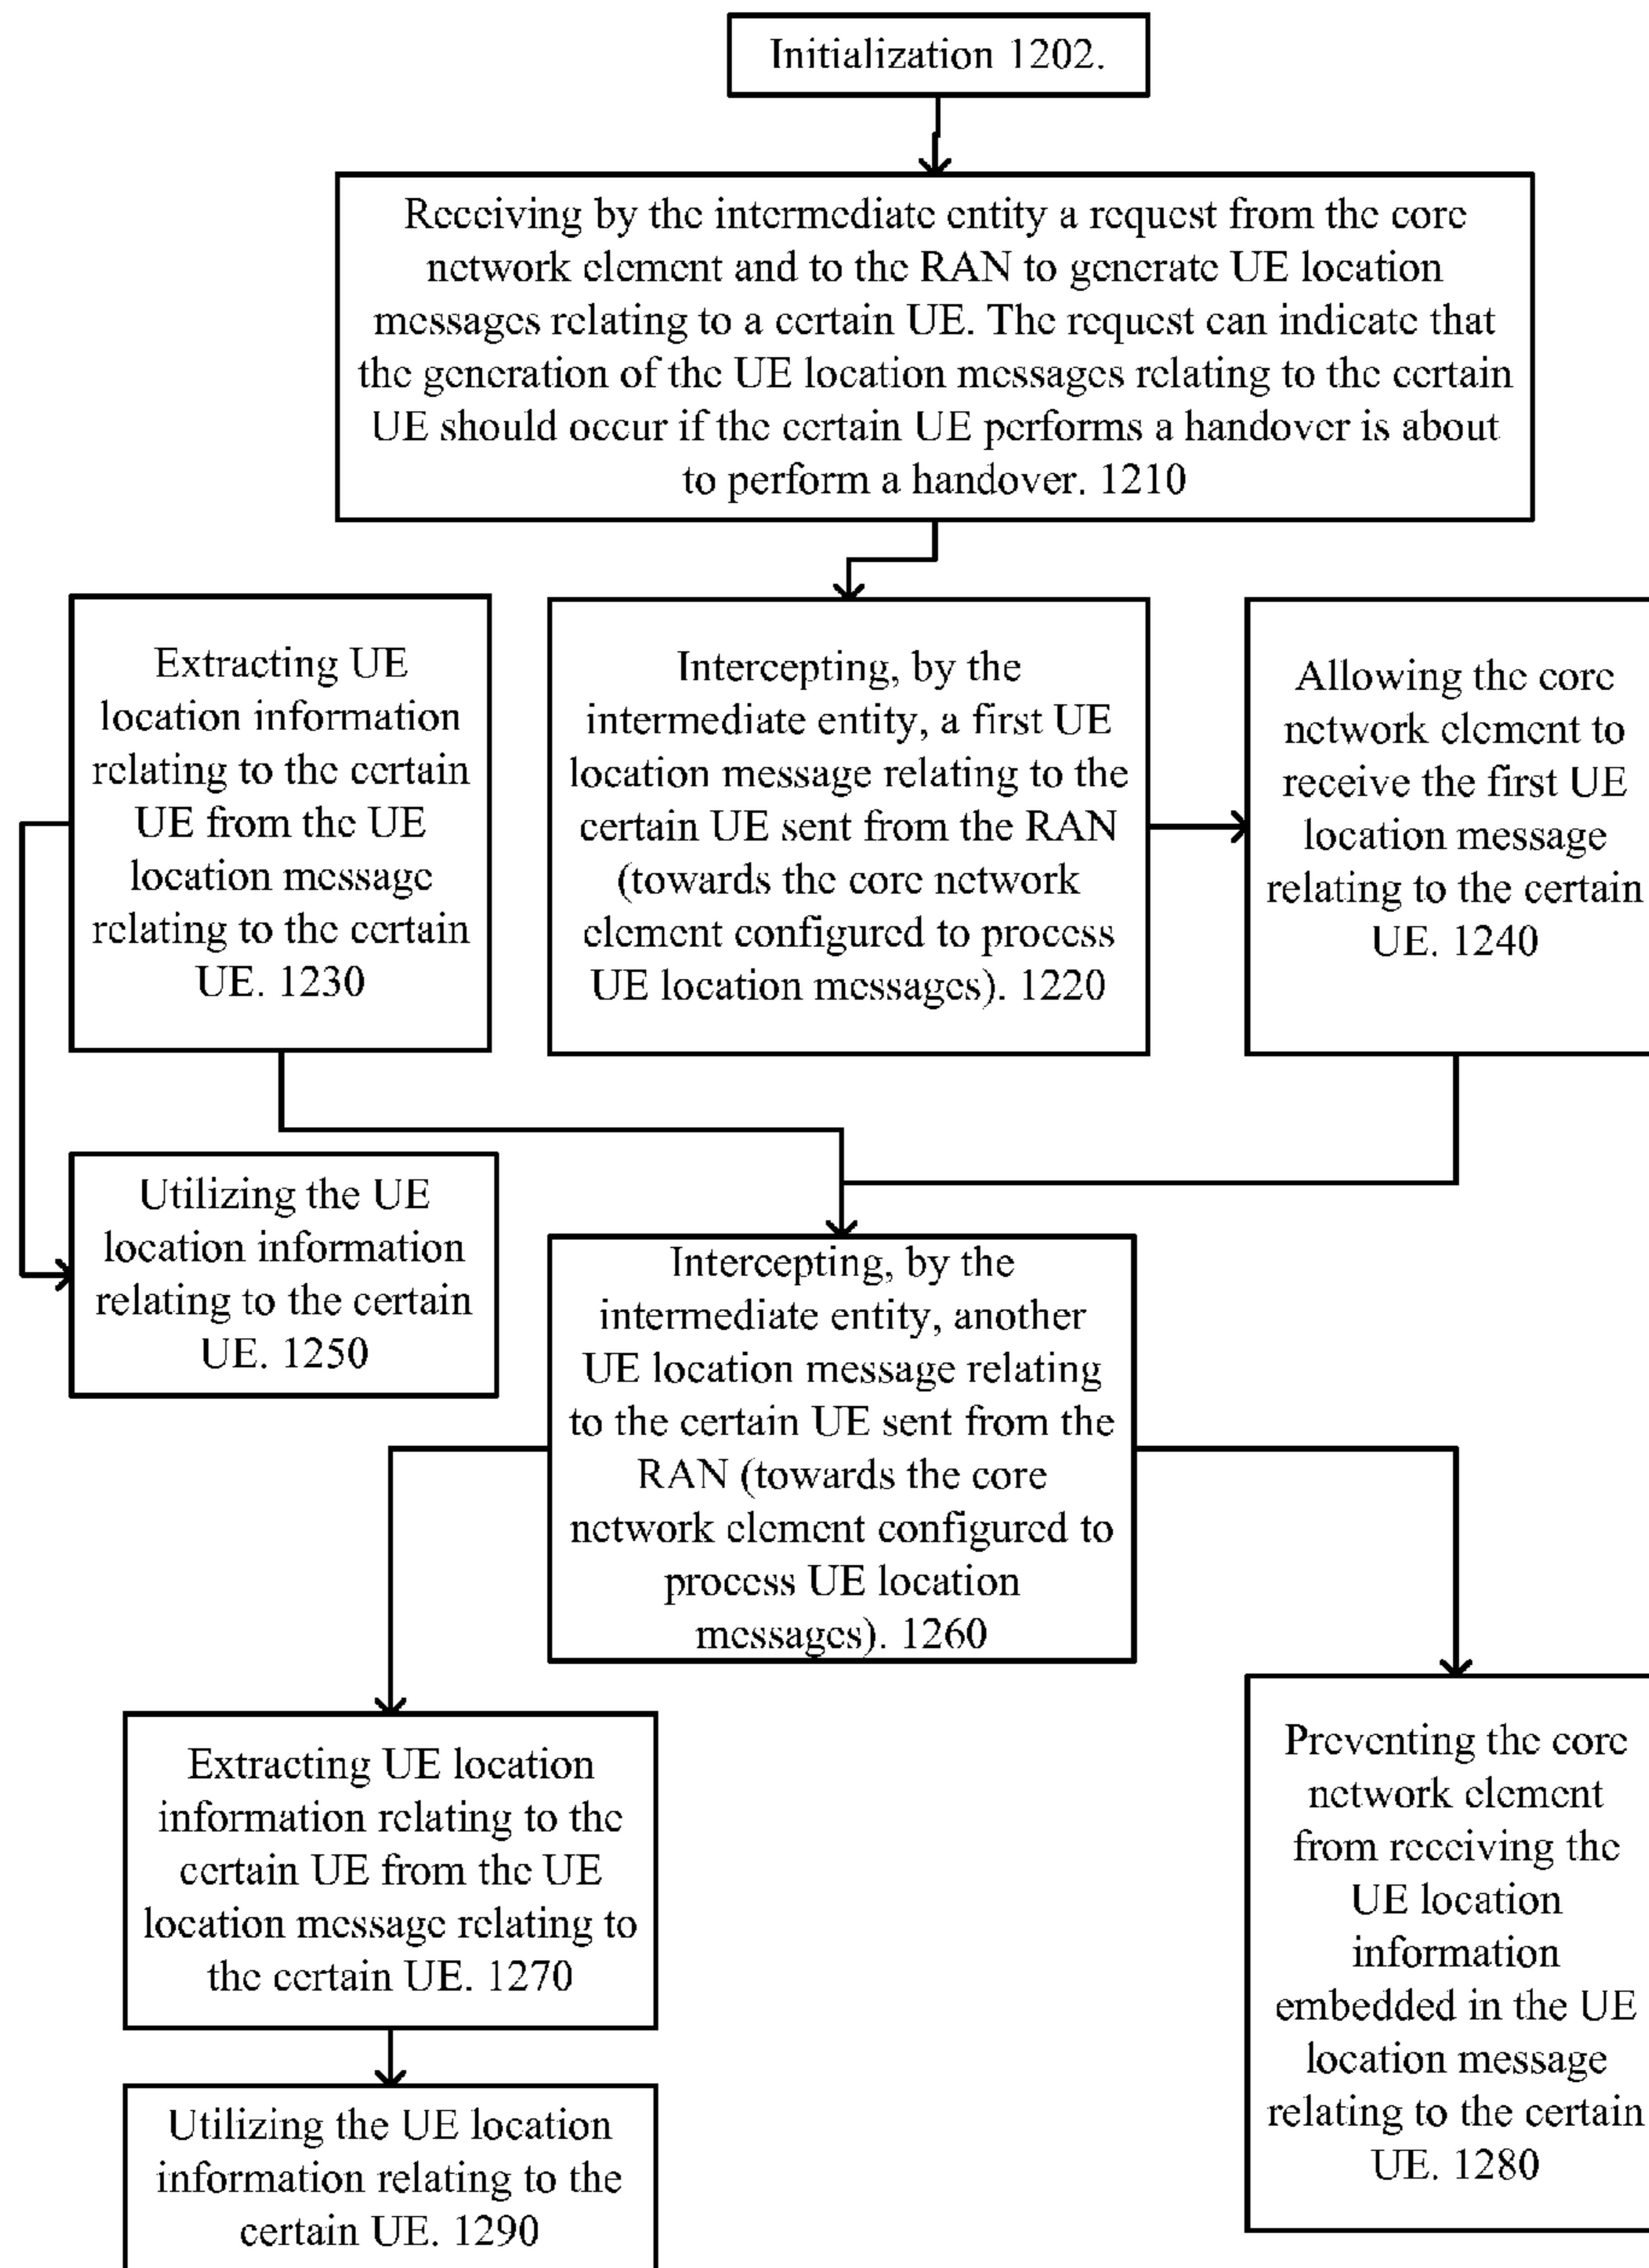 Initialization 1202.
Receiving by the intermediate entity a request from the core
network element and to the RAN to generate UE location
messages relating to a certain UE. The request can indicate that
the generation of the UE location messages relating to the certain
UE should occur if the certain UE performs a handover is about
to perform a handover. 1210
Extracting UE
location information
relating to the certain
UE from the UE
location message
relating to the certain
UE. 1230
Intercepting, by the
intermediate entity, a first UE
location message relating to the
certain UE sent from the RAN
(towards the core network
element configured to process
UE location messages). 1220
Allowing the core
network element to
receive the first UE
location message
relating to the certain
UE. 1240
Utilizing the UE
location information
relating to the certain
UE. 1250
Intercepting, by the
intermediate entity, another
UE location message relating
to the certain UE sent from the
RAN (towards the core
network element configured to
process UE location
messages). 1260
Extracting UE location
information relating to the
certain UE from the UE
location message relating to
the certain UE. 1270
Preventing the core
network element
from receiving the
UE location
information
embedded in the UE
location message
relating to the certain
UE. 1280
Utilizing the UE location
information relating to the
certain UE. 1290